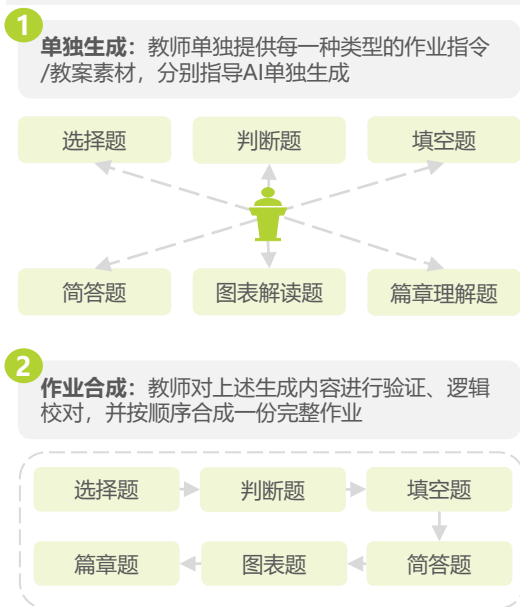 1
单独生成：教师单独提供每一种类型的作业指令
/教案素材，分别指导AI单独生成
选择题
判断题
填空题
简答题
图表解读题
篇章理解题
2
作业合成：教师对上述生成内容进行验证、逻辑
校对，并按顺序合成一份完整作业
选择题
判断题
填空题
篇章题
图表题
简答题